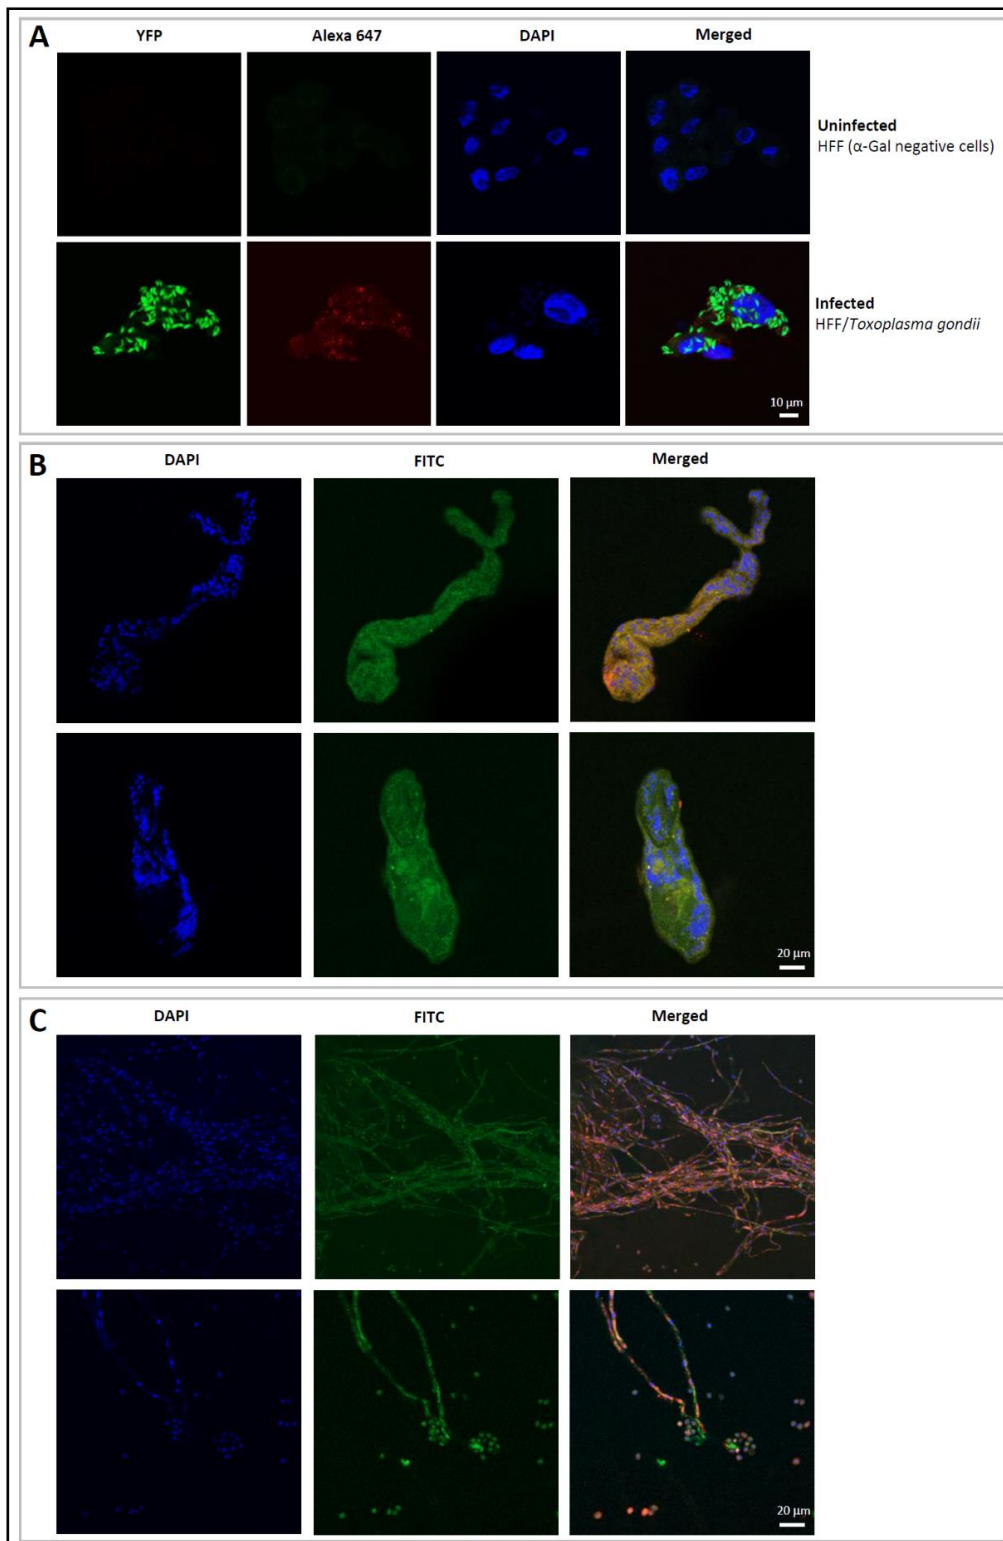 A
YFP Alexa 647 DAPI Merged
Uninfected
HFF (α-Gal negative cells)
Infected
HFF/Toxoplasma gondii
10 µm
B
DAPI FITC Merged
20 µm
C
DAPI FITC Merged
20 µm